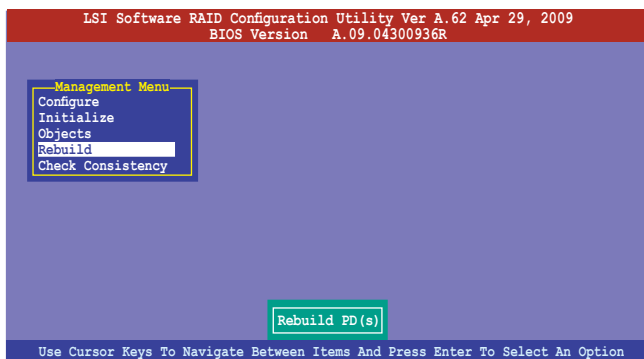 LSI Software RAID Configuration Utility Ver A.62 Apr 29, 2009
BIOS Version A.09.04300936R
Management Menu
Configure
Initialize
Objects
Rebuild
Check Consistency
Rebuild PD(s)
Use Cursor Keys To Navigate Between Items And Press Enter To Select An Option